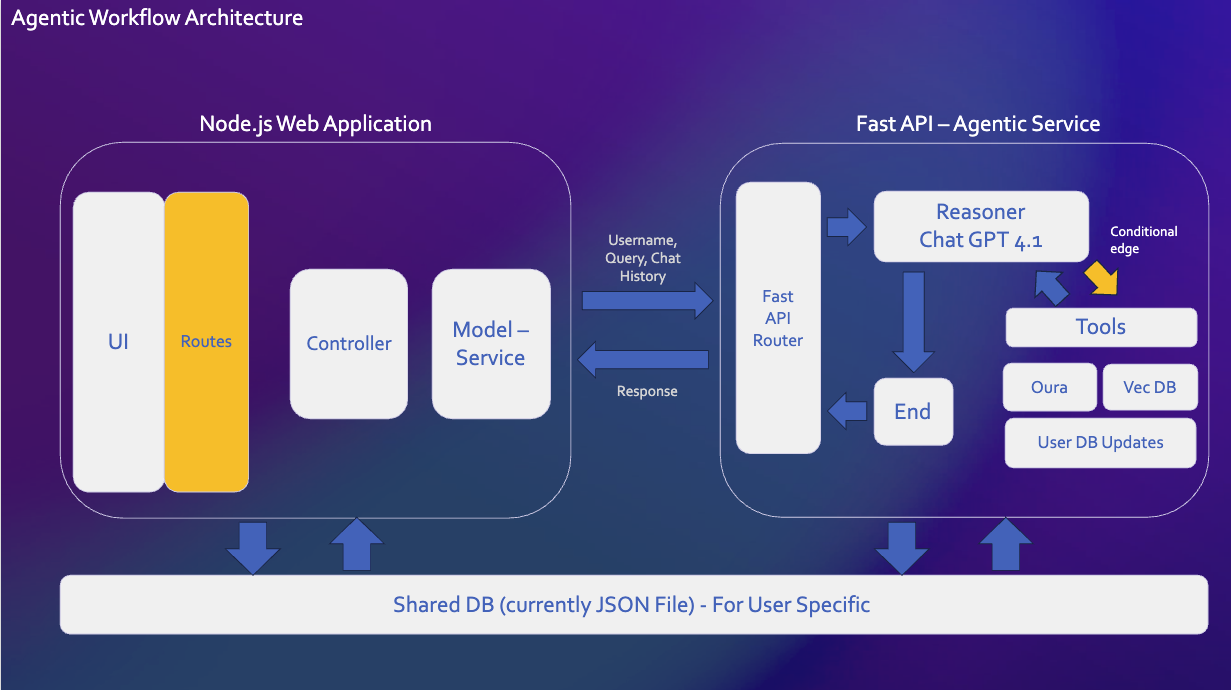 Agentic Workflow Architecture
Node.js Web Application
UI
Routes
Controller
Model –
Service
Username,
Query, Chat
History
Response
Fast API – Agentic Service
Fast
API
Router
Reasoner
Chat GPT 4.1
Conditional
edge
Tools
Oura
Vec DB
User DB Updates
End
Shared DB (currently JSON File) - For User Specific